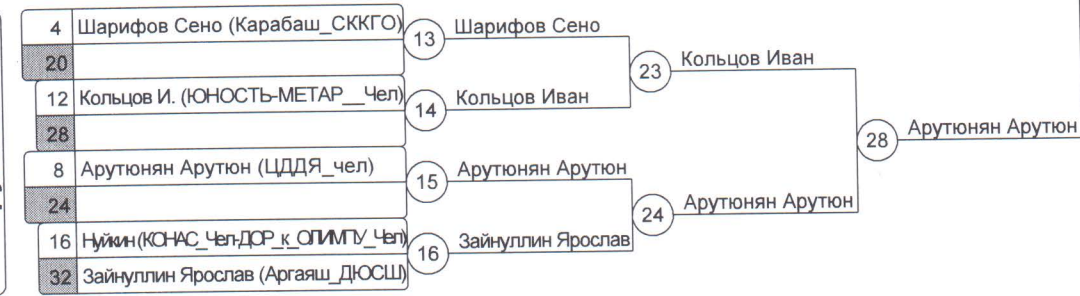 4 Шарифов Сено (Карабаш_СККГО) 13 Шарифов Сено
20
23 Кольцов Иван
12 Кольцов И. (ЮНОСТЬ-МЕТАР__Чел) 14 Кольцов Иван
28
28 Арутюнян Арутюн
8 Арутюнян Арутюн (ЦДДЯ_чел) 15 Арутюнян Арутюн
24
24 Арутюнян Арутюн
16 Нуйкин (КОНАС_Чел-ДОР_к_ОЛИМПУ_Чел) 16 Зайнуллин Ярослав
32 Зайнуллин Ярослав (Аргаяш_ДЮСШ)